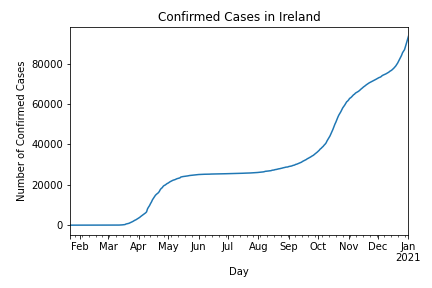 Confirmed Cases in Ireland
Number of Confirmed Cases
80000
60000
40000
20000
0
Feb Mar Apr May Jun Jul Aug Sep Oct Nov Dec Jan
2021
Day